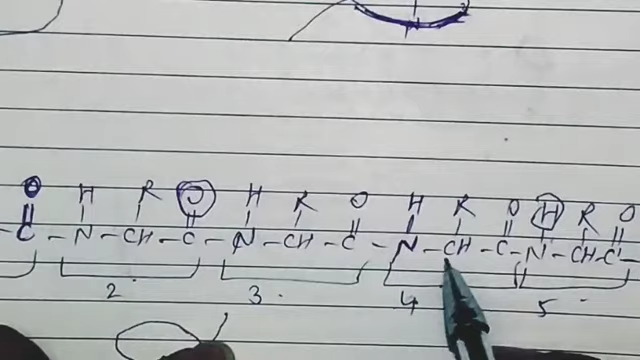 O H R O H R O H R O H R O
C - N - CH - C - N - CH - C - N - CH - C - N - CH - C -
2 3 4 5